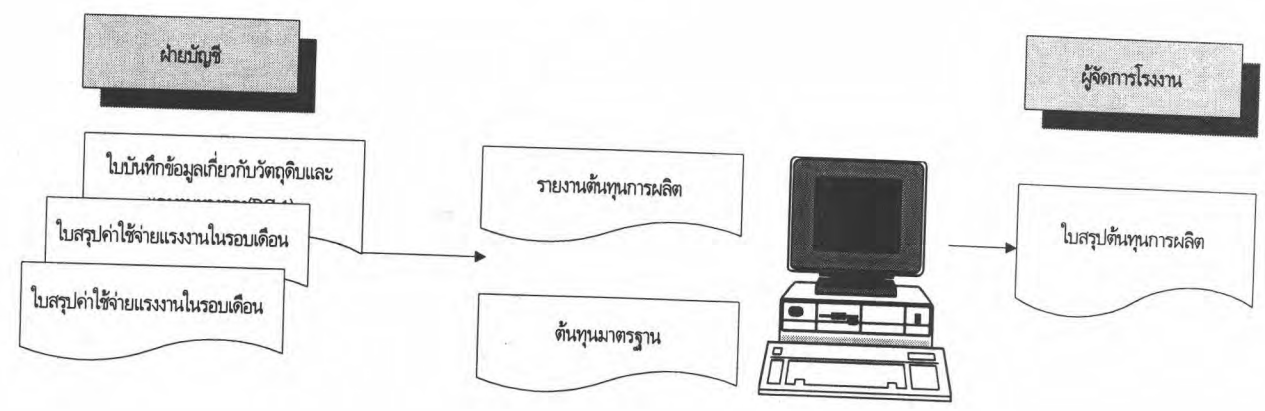 ฝ่ายบัญชี
ผู้จัดการโรงงาน
ใบบันทึกข้อมูลเกี่ยวกับวัตถุดิบและ
ใบสรุปค่าใช้จ่ายแรงงานในรอบเดือน
ใบสรุปค่าใช้จ่ายแรงงานในรอบเดือน
รายงานต้นทุนการผลิต
ต้นทุนมาตรฐาน
ใบสรุปต้นทุนการผลิต